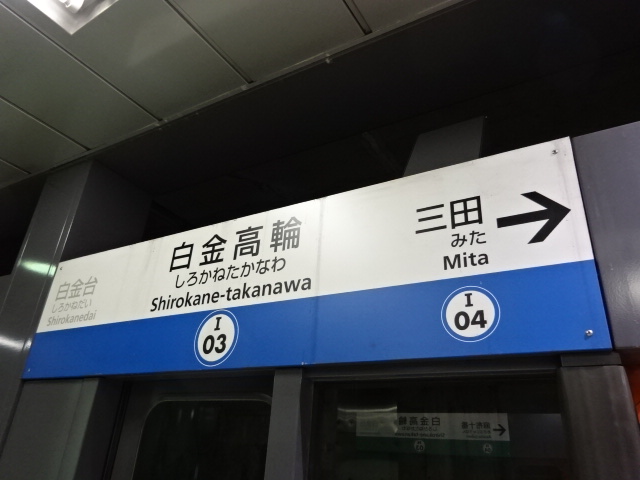 白金台
しろかねだい
Shirokanedai
白金高輪
しろかねたかなわ
Shirokane-takanawa
I
03
三田
みた
Mita
I
04